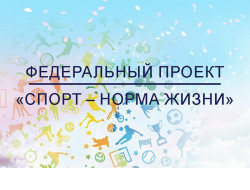 ФЕДЕРАЛЬНЫЙ ПРОЕКТ
«СПОРТ – НОРМА ЖИЗНИ»